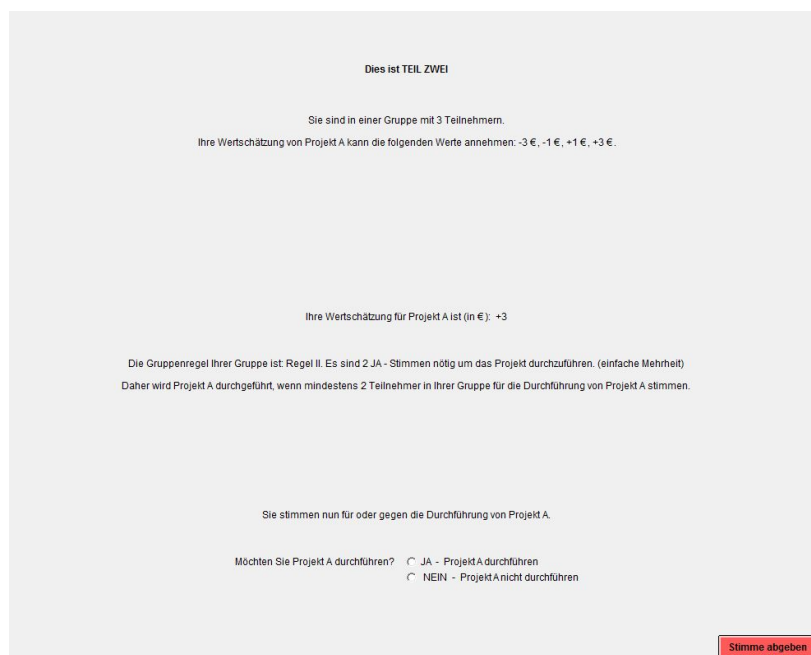 Dies ist TEIL ZWEI
Sie sind in einer Gruppe mit 3 Teilnehmern.
Ihre Wertschätzung von Projekt A kann die folgenden Werte annehmen: -3 €, -1 €, +1 €, +3 €.
Ihre Wertschätzung für Projekt A ist (in €): +3
Die Gruppenregel Ihrer Gruppe ist: Regel II. Es sind 2 JA - Stimmen nötig um das Projekt durchzuführen. (einfache Mehrheit)
Daher wird Projekt A durchgeführt, wenn mindestens 2 Teilnehmer in Ihrer Gruppe für die Durchführung von Projekt A stimmen.
Sie stimmen nun für oder gegen die Durchführung von Projekt A.
Möchten Sie Projekt A durchführen? JA - Projekt A durchführen
NEIN - Projekt A nicht durchführen
Stimme abgeben